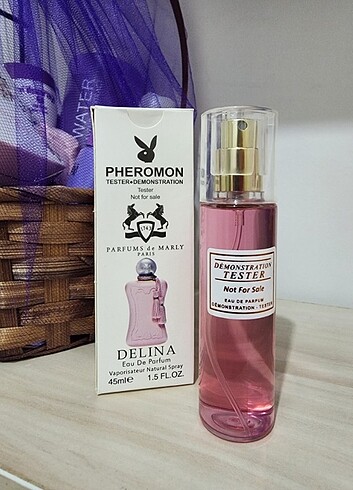 WATER
PHEROMON
TESTER•DEMONSTRATION
Tester
Not for sale
1743
PARFUMS de MARLY
PARIS
DELINA
Eau De Parfum
Vaporisateur Natural Spray
45ml℮ 1.5 FL.OZ.
DEMONSTRATION
TESTER
Not For Sale
EAU DE PARFUM
DEMONSTRATION - TESTER